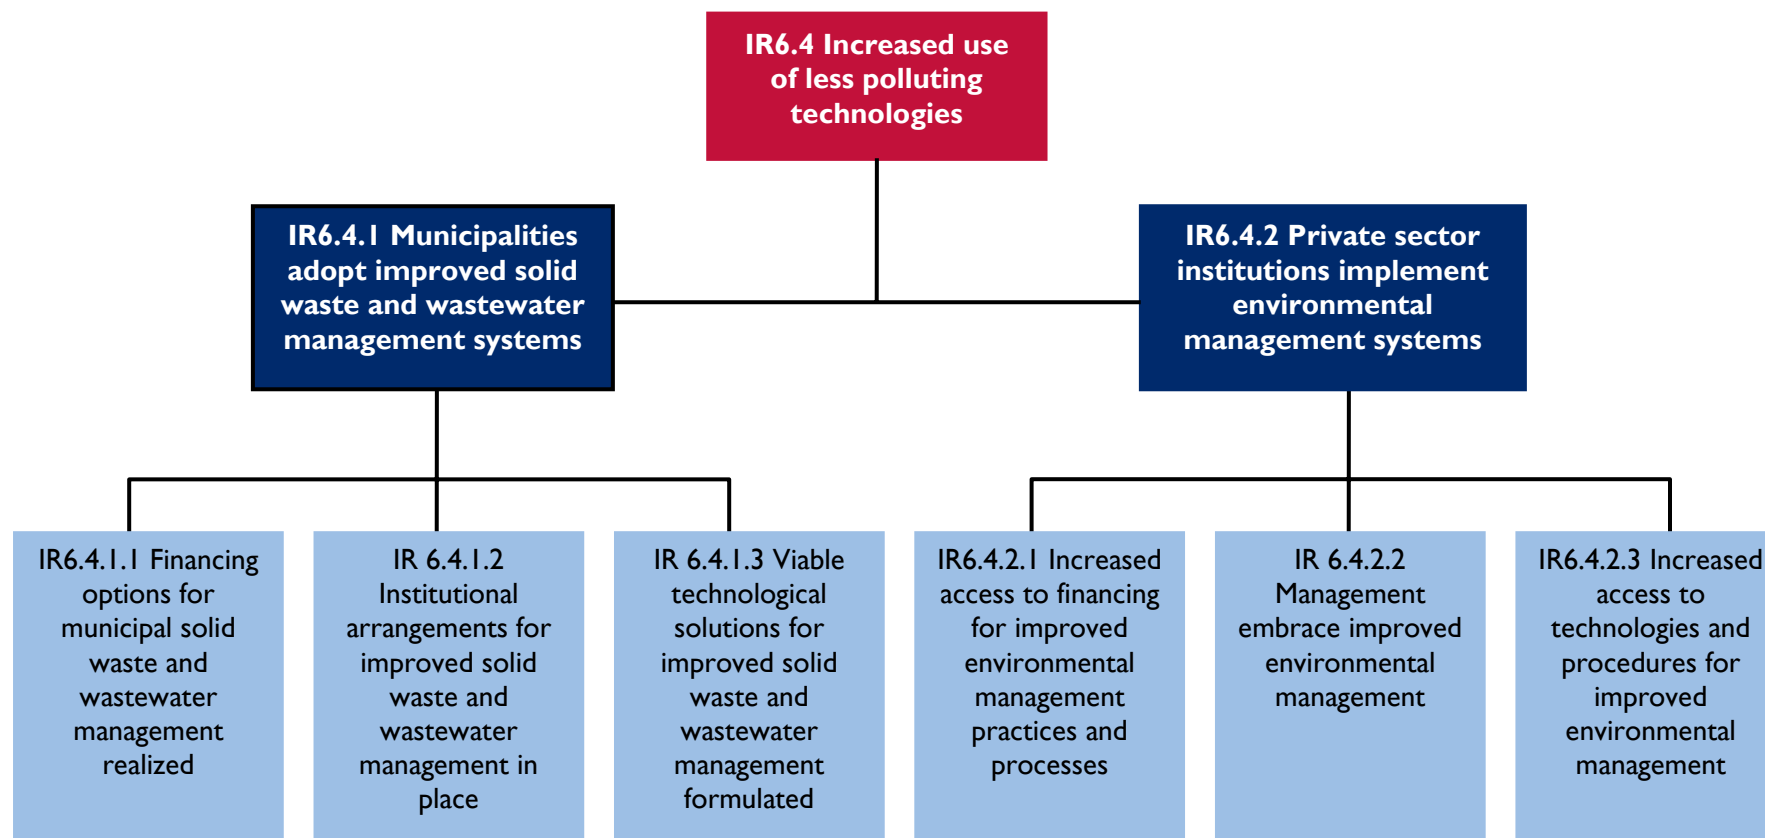 IR6.4 Increased use
of less polluting
technologies
IR6.4.1 Municipalities
adopt improved solid
waste and wastewater
management systems
IR6.4.2 Private sector
institutions implement
environmental
management systems
IR6.4.1.1 Financing
options for
municipal solid
waste and
wastewater
management
realized
IR 6.4.1.2
Institutional
arrangements for
improved solid
waste and
wastewater
management in
place
IR 6.4.1.3 Viable
technological
solutions for
improved solid
waste and
wastewater
management
formulated
IR6.4.2.1 Increased
access to financing
for improved
environmental
management
practices and
processes
IR 6.4.2.2
Management
embrace improved
environmental
management
IR6.4.2.3 Increased
access to
technologies and
procedures for
improved
environmental
management